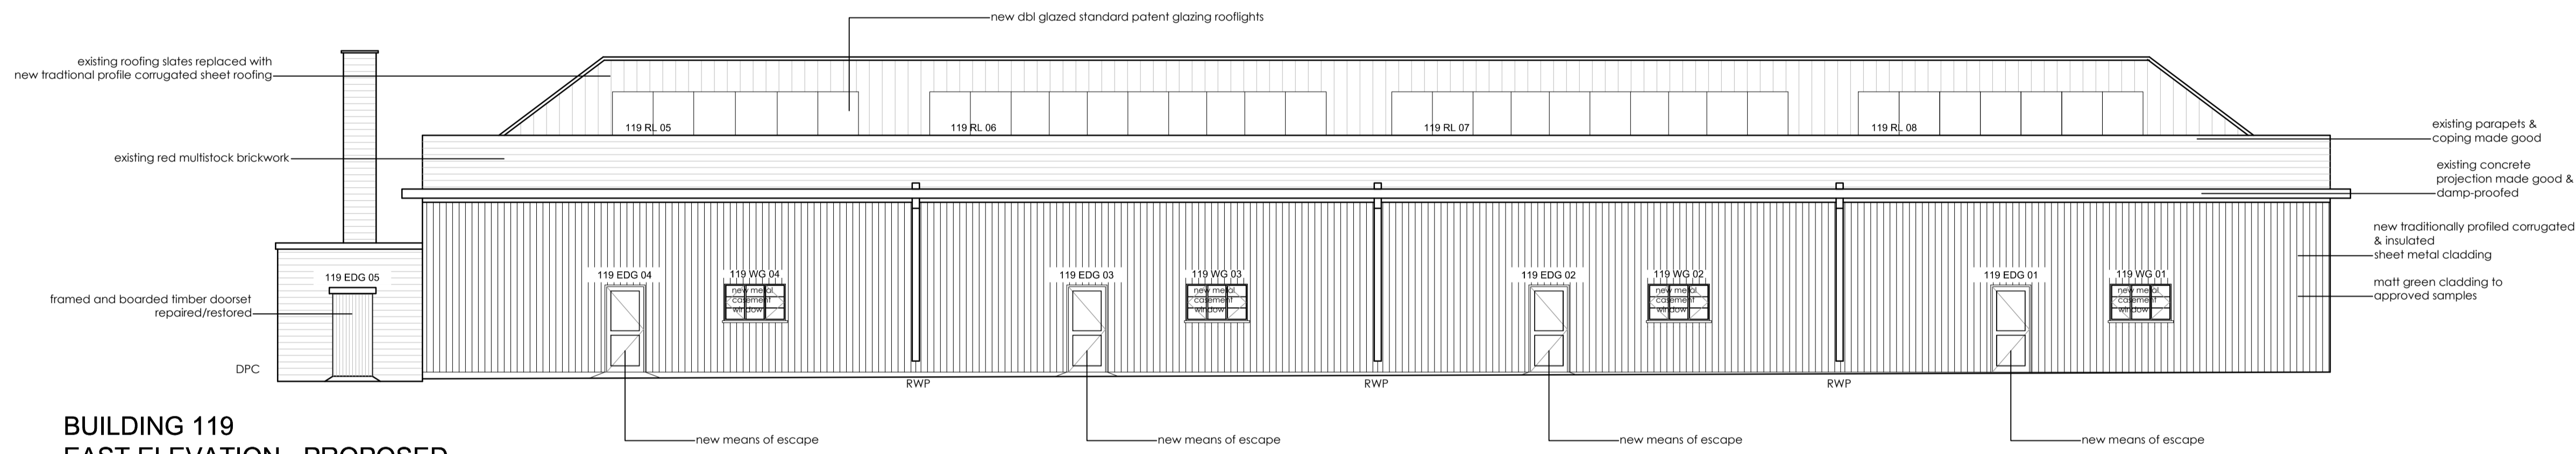 new dbl glazed standard patent glazing rooflights
existing roofing slates replaced with
new tradtional profile corrugated sheet roofing
119 RL 05
119 RL 06
119 RL 07
119 RL 08
existing parapets &
coping made good
existing red multistock brickwork
existing concrete
projection made good &
damp-proofed
new traditionally profiled corrugated
& insulated
sheet metal cladding
matt green cladding to
approved samples
119 EDG 05
119 EDG 04
119 WG 04
119 EDG 03
119 WG 03
119 EDG 02
119 WG 02
119 EDG 01
119 WG 01
new metal
casement
window
new metal
casement
window
new metal
casement
window
new metal
casement
window
framed and boarded timber doorset
repaired/restored
DPC
RWP
RWP
RWP
new means of escape
new means of escape
new means of escape
new means of escape
BUILDING 119
EAST ELEVATION - PROPOSED